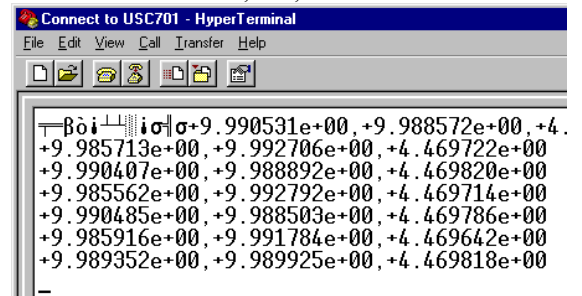 Connect to USC701 - HyperTerminal
File Edit View Call Transfer Help
╤═ßòi┴┴░iσ╣σ+9.990531e+00,+9.988572e+00,+4.
+9.985713e+00,+9.992706e+00,+4.469722e+00
+9.990407e+00,+9.988892e+00,+4.469820e+00
+9.985562e+00,+9.992792e+00,+4.469714e+00
+9.990485e+00,+9.988503e+00,+4.469786e+00
+9.985916e+00,+9.991784e+00,+4.469642e+00
+9.989352e+00,+9.989925e+00,+4.469818e+00